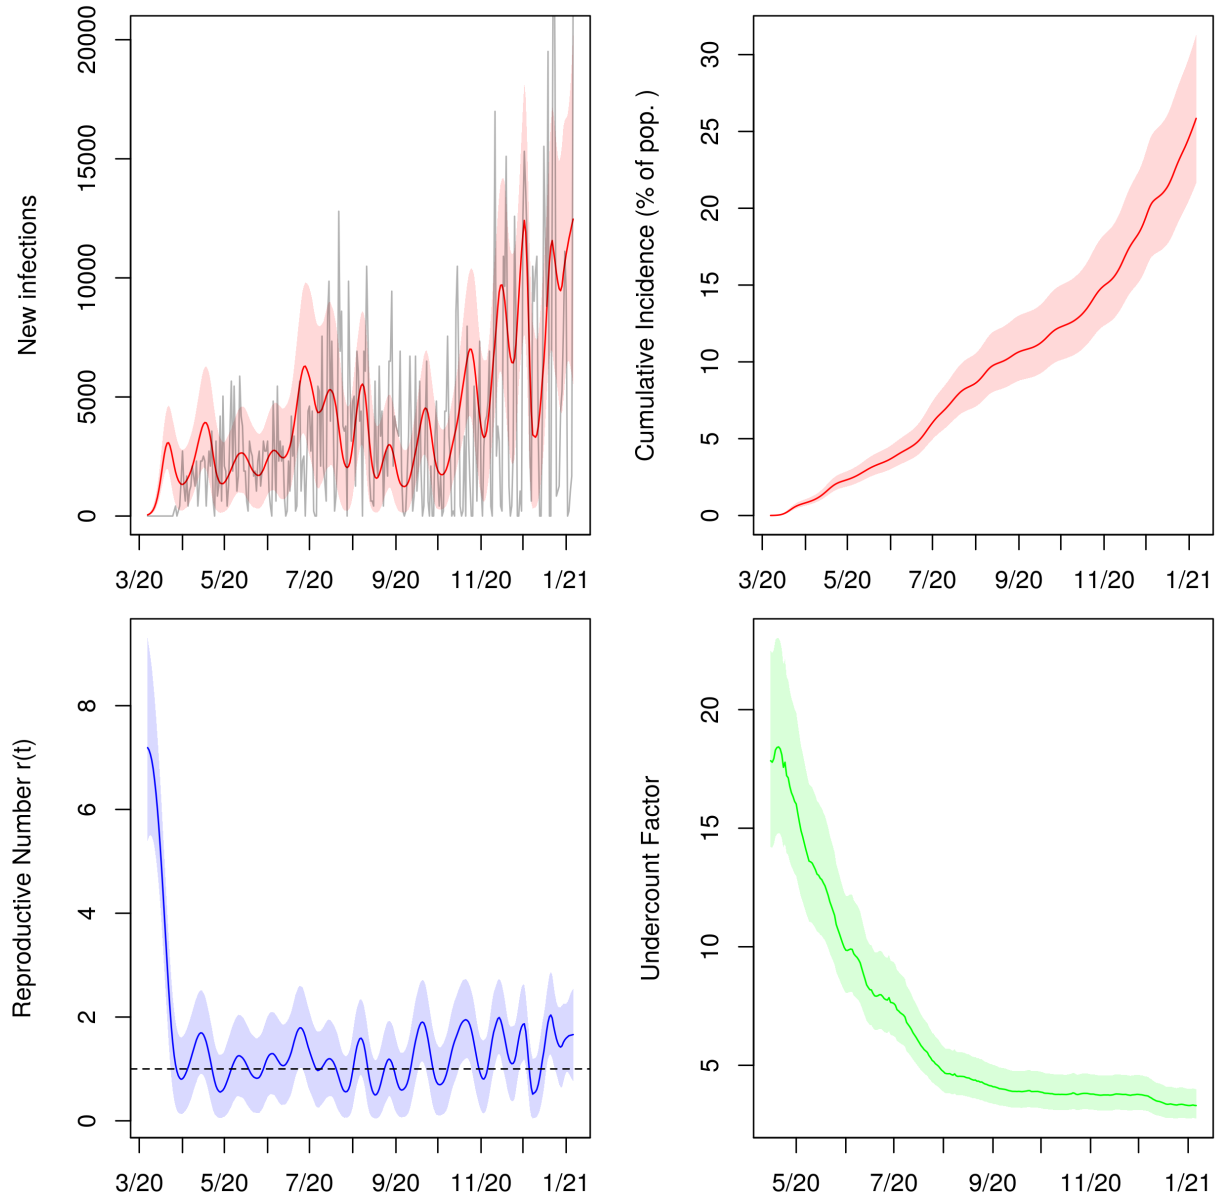 New infections
20000
15000
10000
5000
0
3/20 5/20 7/20 9/20 11/20 1/21
Cumulative Incidence (% of pop. )
30
25
20
15
10
5
0
3/20 5/20 7/20 9/20 11/20 1/21
Reproductive Number r(t)
8
6
4
2
0
3/20 5/20 7/20 9/20 11/20 1/21
Undercount Factor
20
15
10
5
5/20 7/20 9/20 11/20 1/21